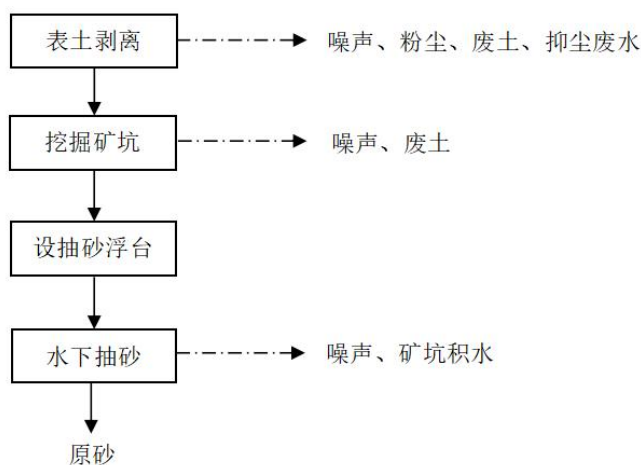 表土剥离
噪声、粉尘、废土、抑尘废水
挖掘矿坑
噪声、废土
设抽砂浮台
水下抽砂
噪声、矿坑积水
原砂